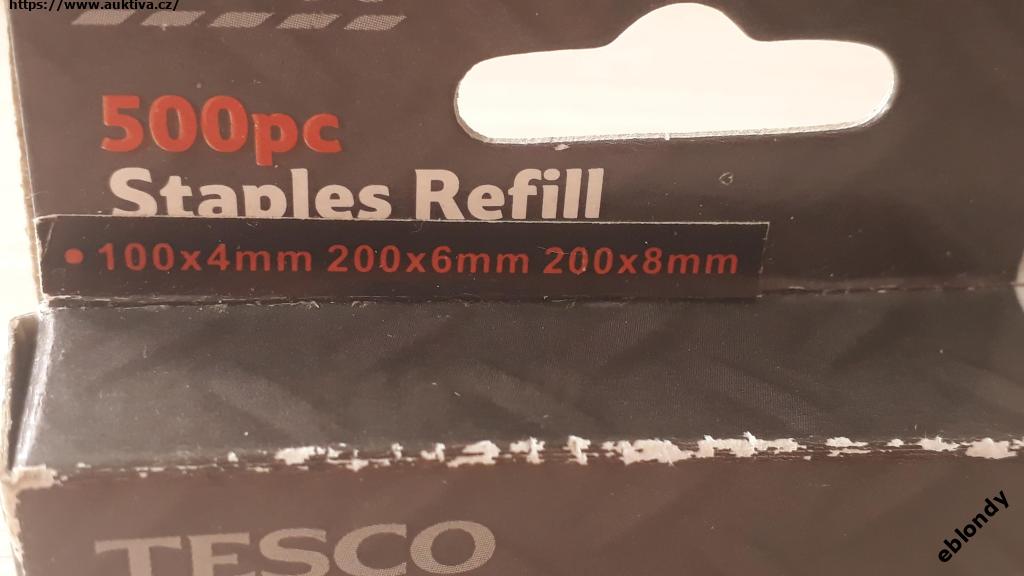 https://www.auktiva.cz/
500pc
Staples Refill
• 100x4mm 200x6mm 200x8mm
TESCO
eblondy